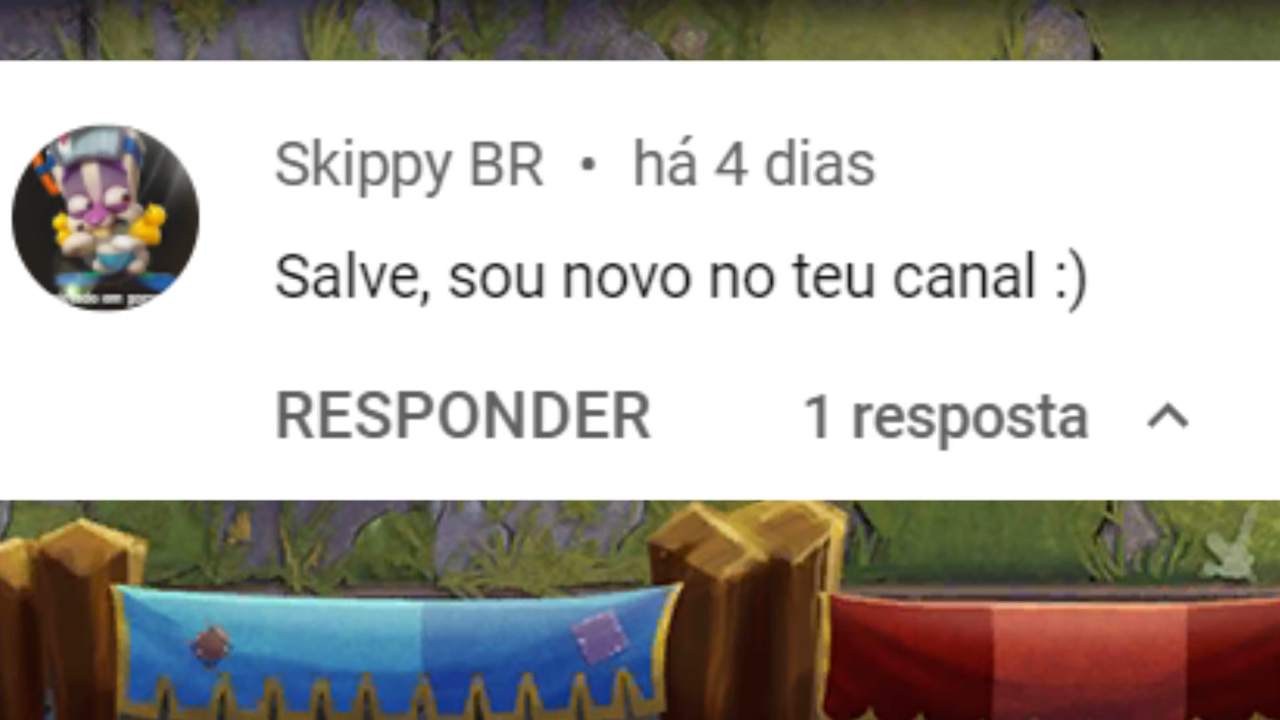 Skippy BR • há 4 dias
Salve, sou novo no teu canal :)
RESPONDER 1 resposta